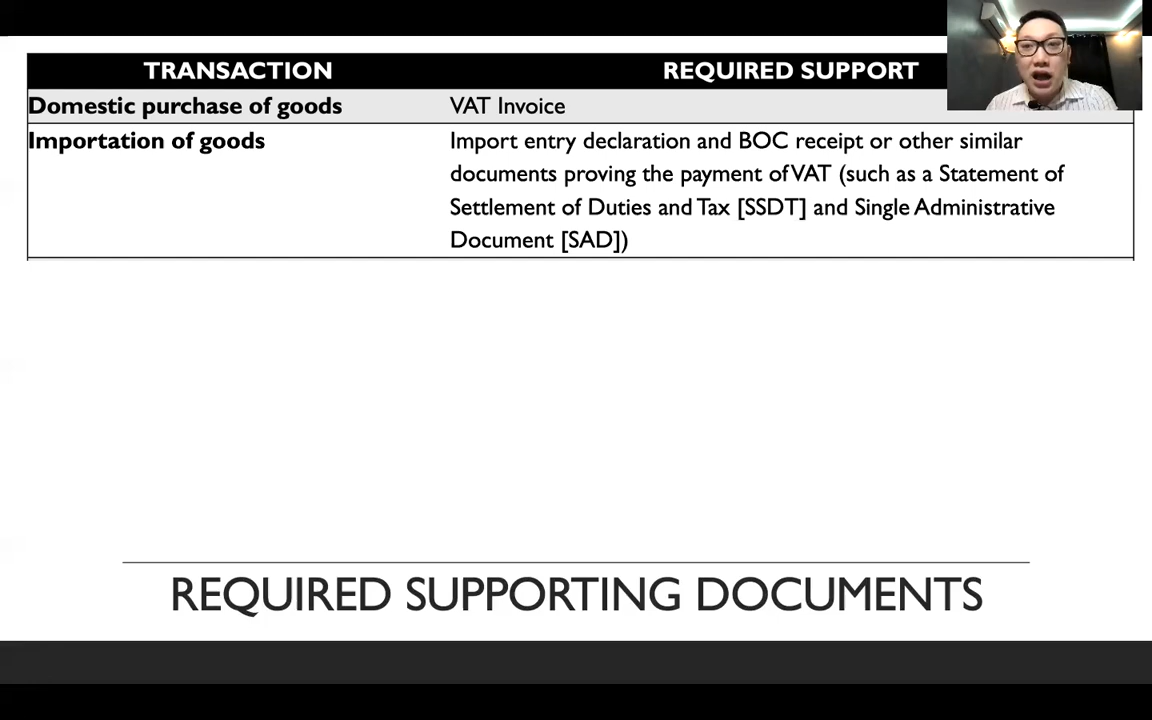 TRANSACTION REQUIRED SUPPORT
Domestic purchase of goods VAT Invoice
Importation of goods Import entry declaration and BOC receipt or other similar
documents proving the payment of VAT (such as a Statement of
Settlement of Duties and Tax [SSDT] and Single Administrative
Document [SAD])
REQUIRED SUPPORTING DOCUMENTS